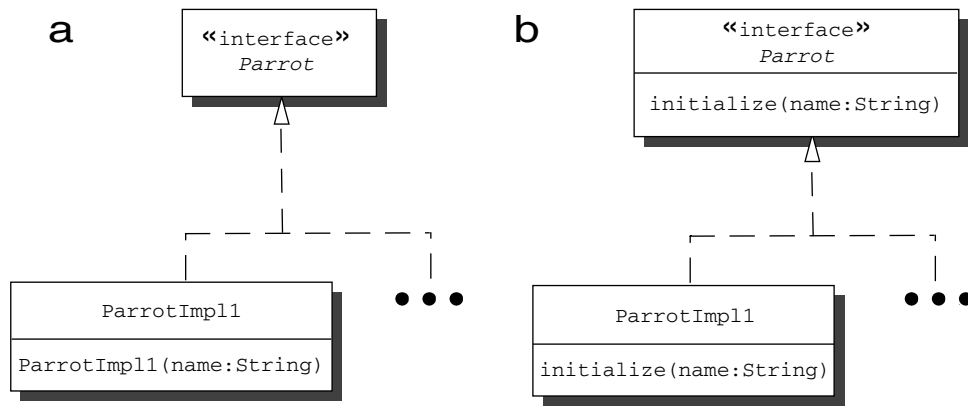 a
«interface»
Parrot
ParrotImpl1
ParrotImpl1(name:String)
b
«interface»
Parrot
initialize(name:String)
ParrotImpl1
initialize(name:String)